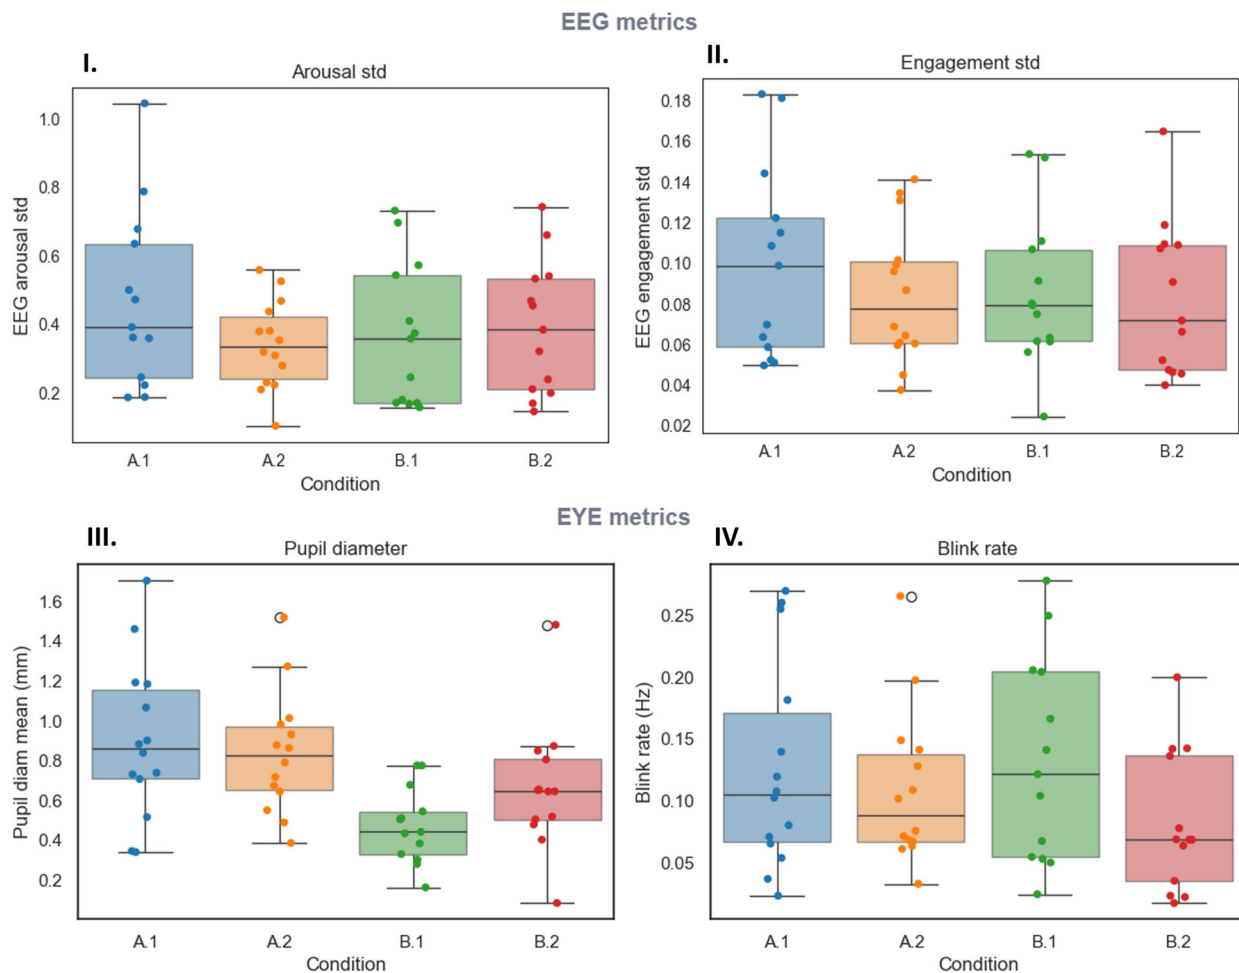 EEG metrics
I.
Arousal std
EEG arousal std
1.0
0.8
0.6
0.4
0.2
A.1 A.2 B.1 B.2
Condition
II.
Engagement std
EEG engagement std
0.18
0.16
0.14
0.12
0.10
0.08
0.06
0.04
0.02
A.1 A.2 B.1 B.2
Condition
EYE metrics
III.
Pupil diameter
Pupil diam mean (mm)
1.6
1.4
1.2
1.0
0.8
0.6
0.4
0.2
A.1 A.2 B.1 B.2
Condition
IV.
Blink rate
Blink rate (Hz)
0.25
0.20
0.15
0.10
0.05
A.1 A.2 B.1 B.2
Condition